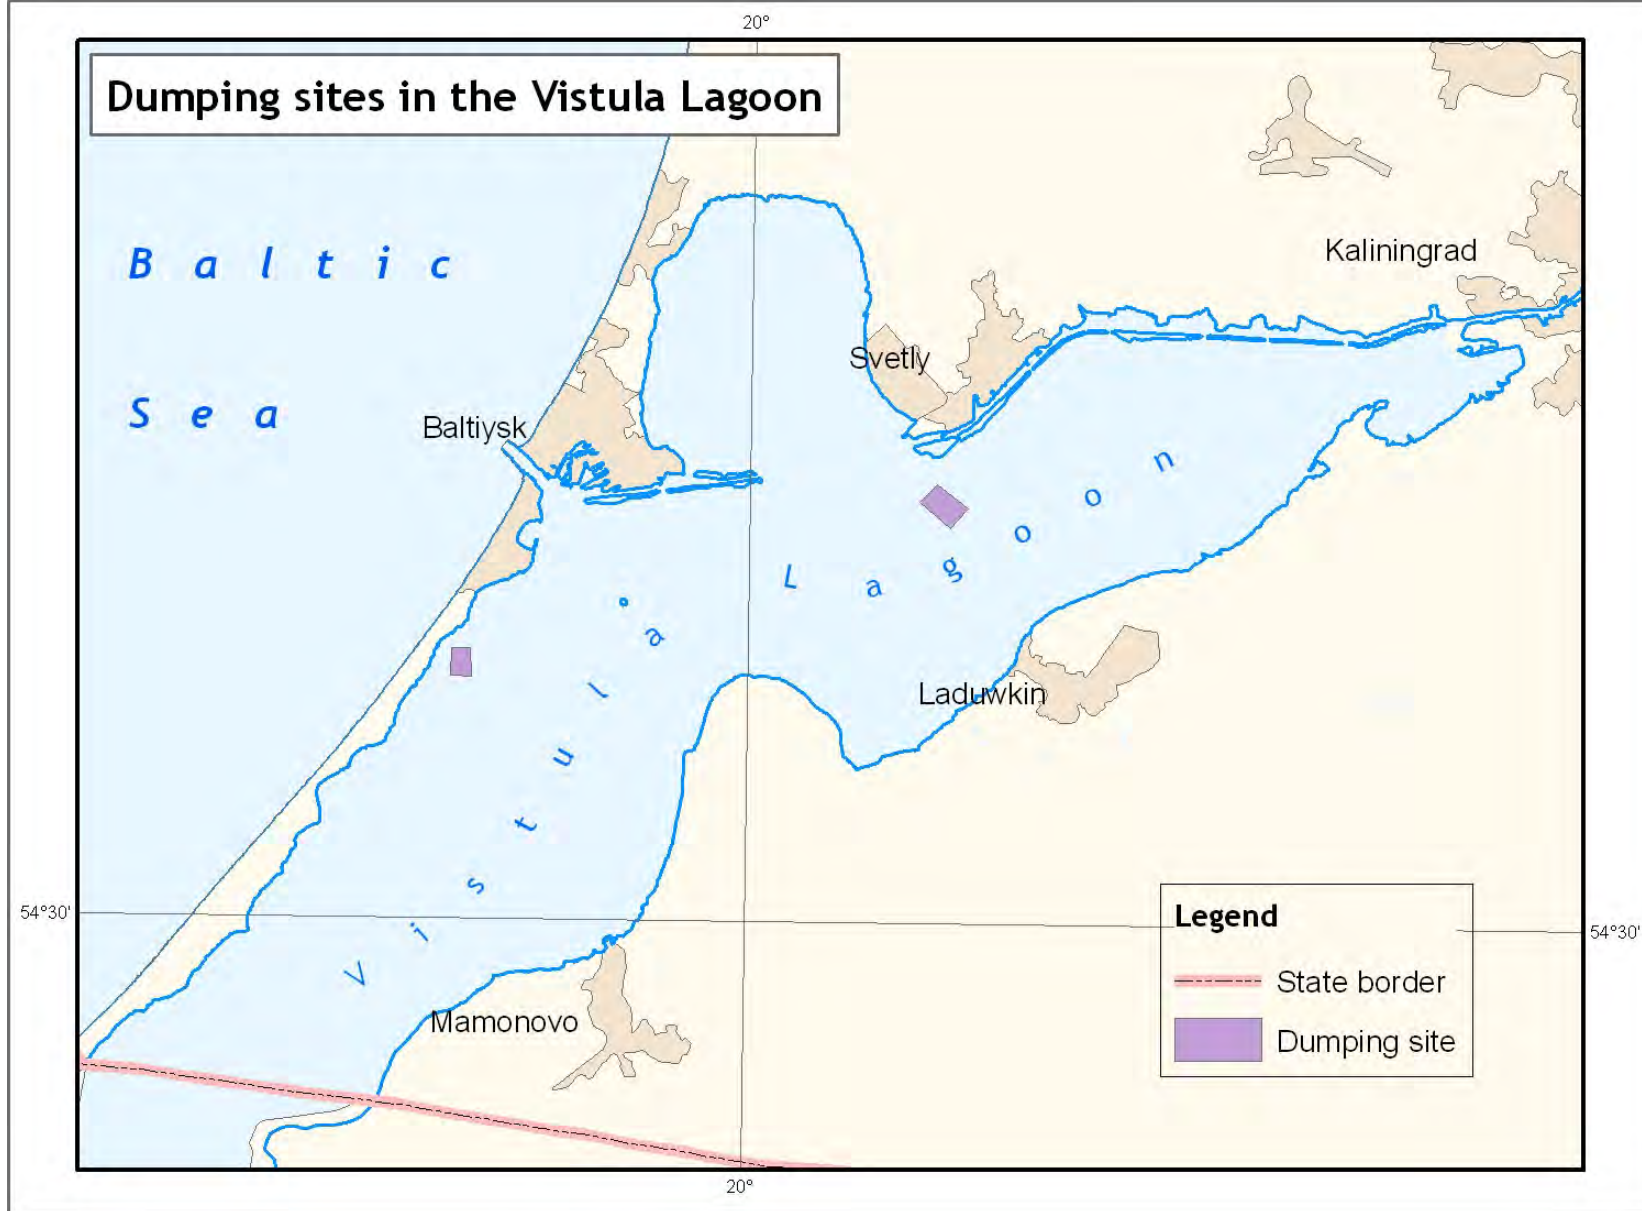 20°
Dumping sites in the Vistula Lagoon
Baltic
Sea
Kaliningrad
Svetly
Baltiysk
Vistula Lagoon
Laduwkin
54°30'
54°30'
Mamonovo
Legend
State border
Dumping site
20°